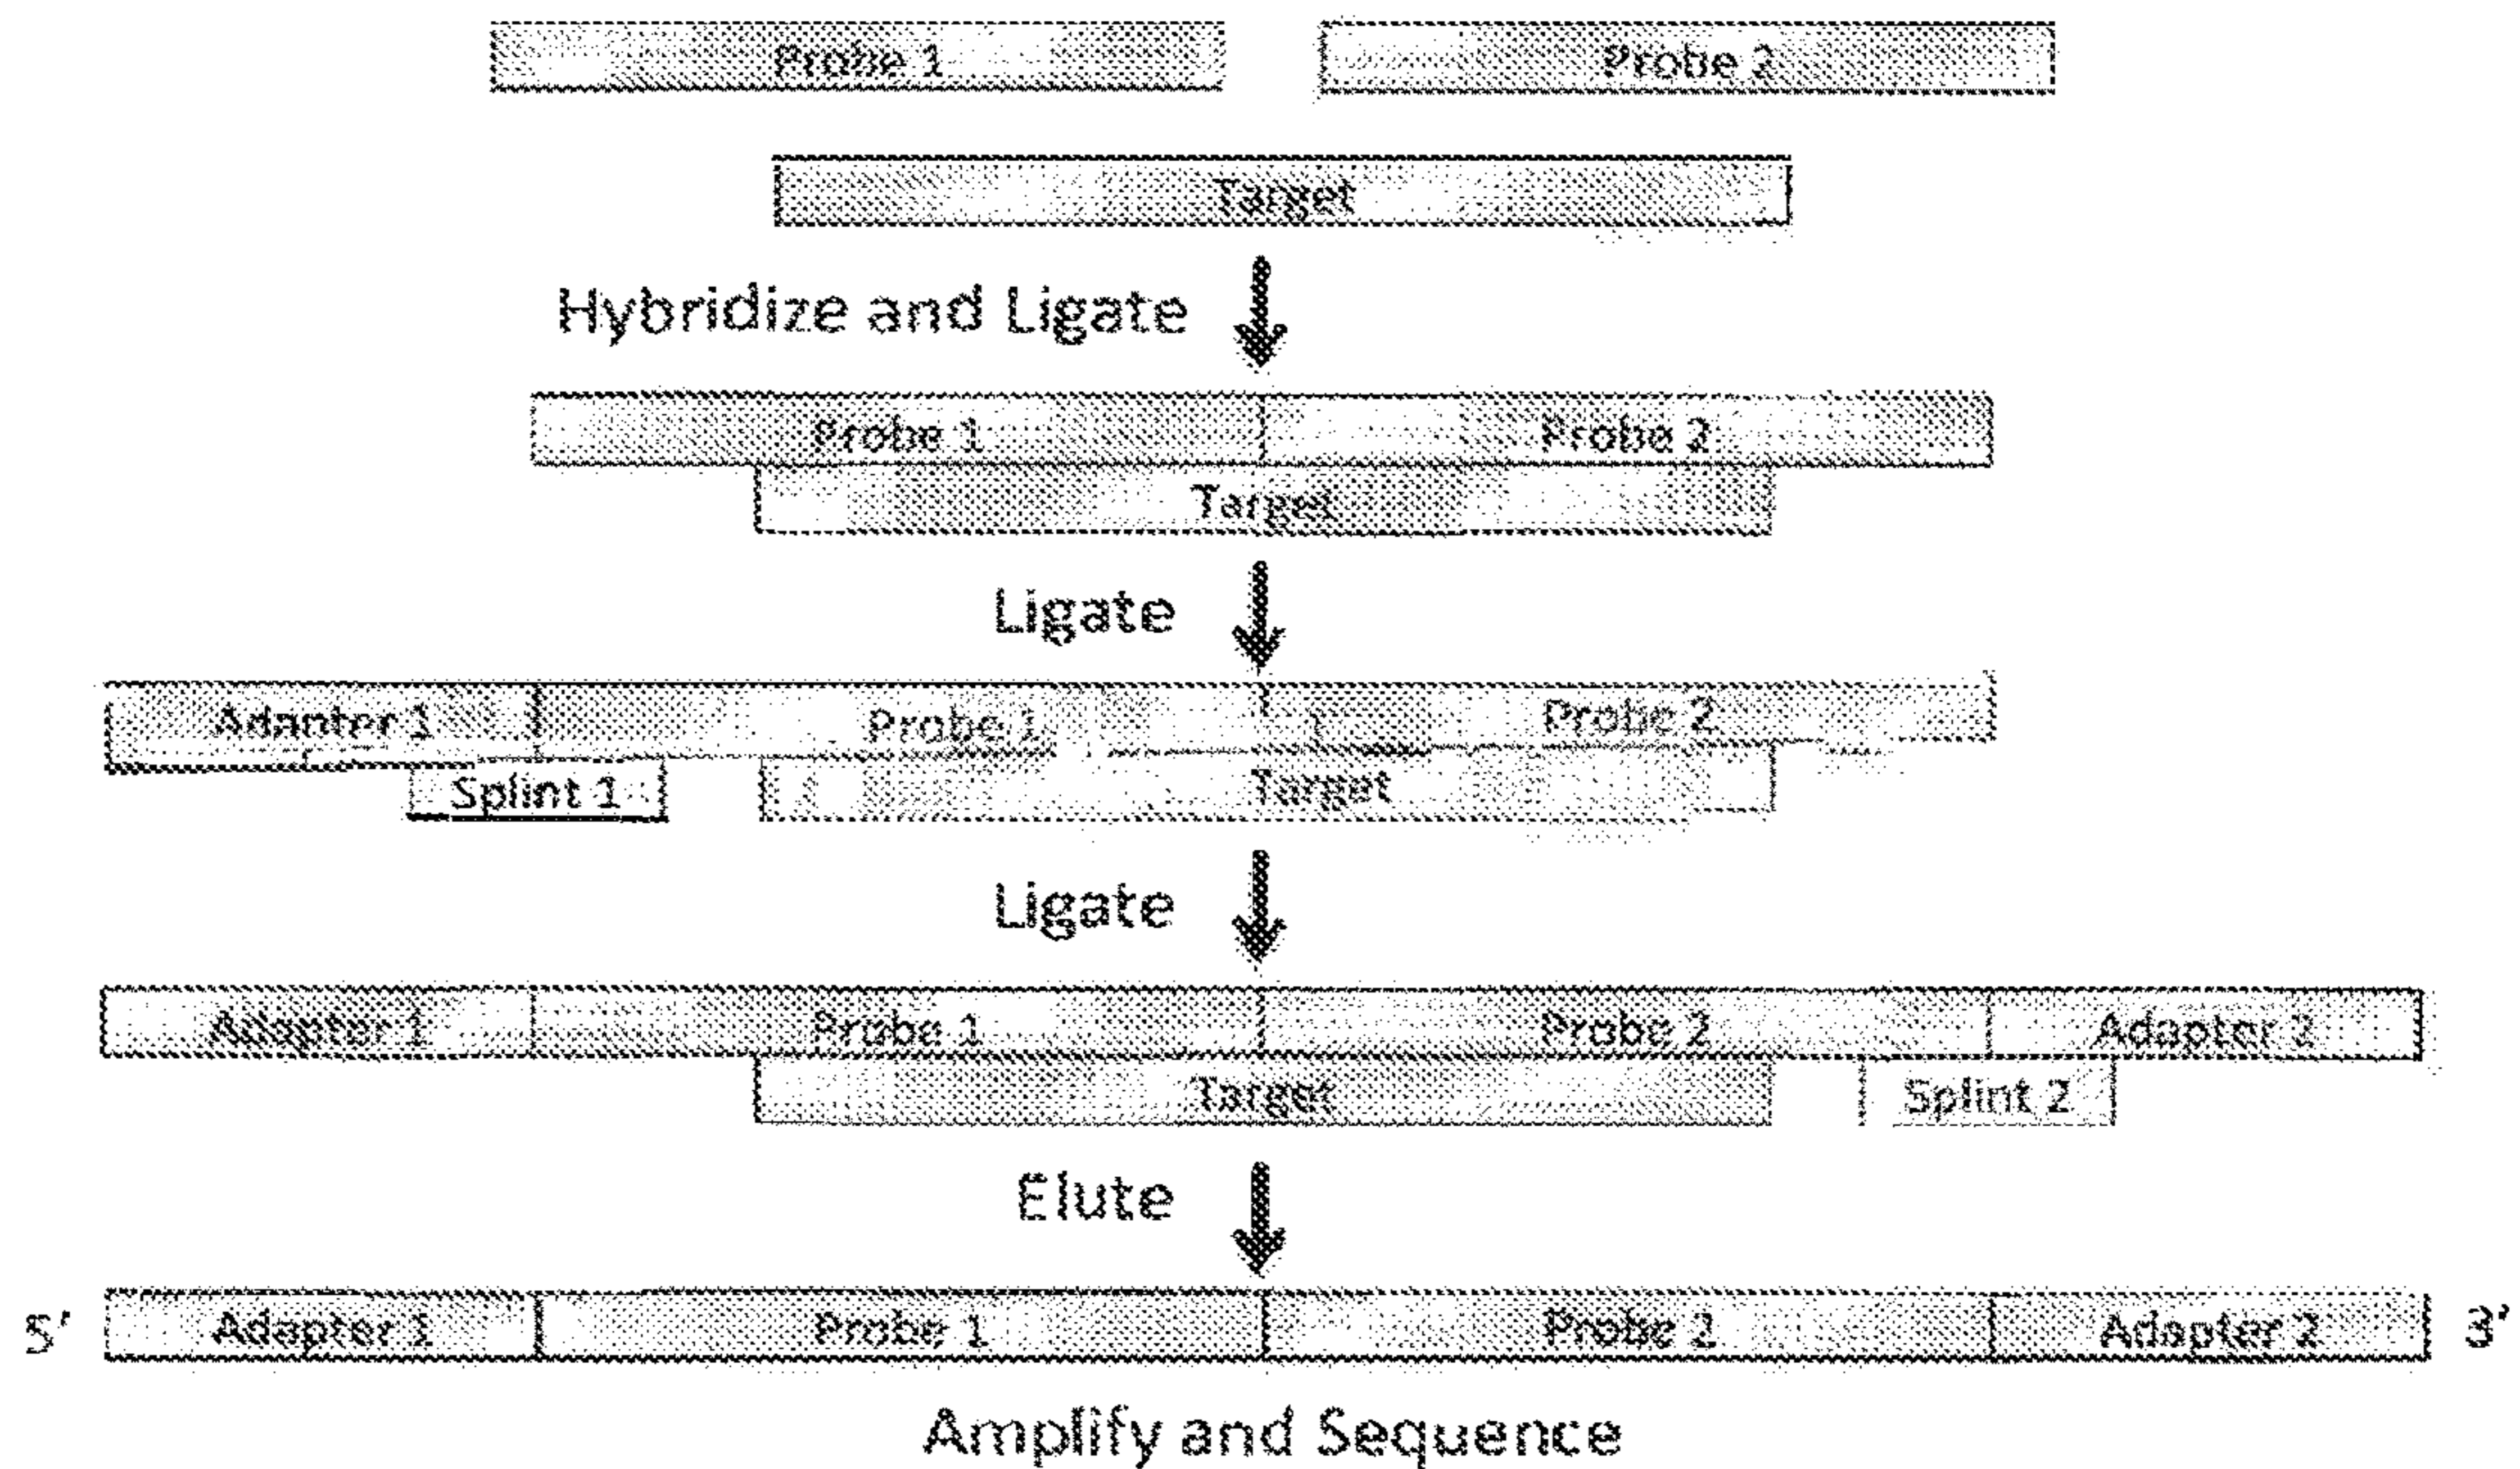 Probe 1 Probe 2
Target
Hybridize and Ligate
Probe 1 Probe 2
Target
Ligate
Adapter 1 Probe 1 Probe 2
Splint 1 Target
Ligate
Adapter 1 Probe 1 Probe 2 Adapter 2
Target Splint 2
Elute
5' Adapter 1 Probe 1 Probe 2 Adapter 2 3'
Amplify and Sequence